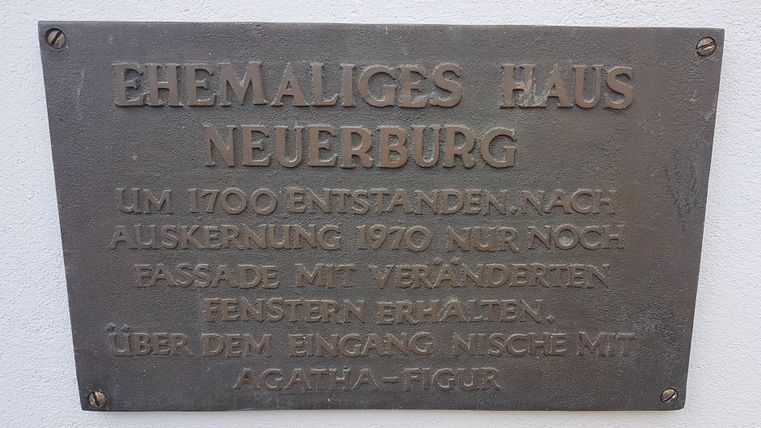 EHEMALIGES HAUS
NEUERBURG
UM 1700 ENTSTANDEN. NACH
AUSKERNUNG 1970 NUR NOCH
FASSADE MIT VERÄNDERTEN
FENSTERN ERHALTEN.
ÜBER DEM EINGANG NISCHE MIT
AGATHA-FIGUR